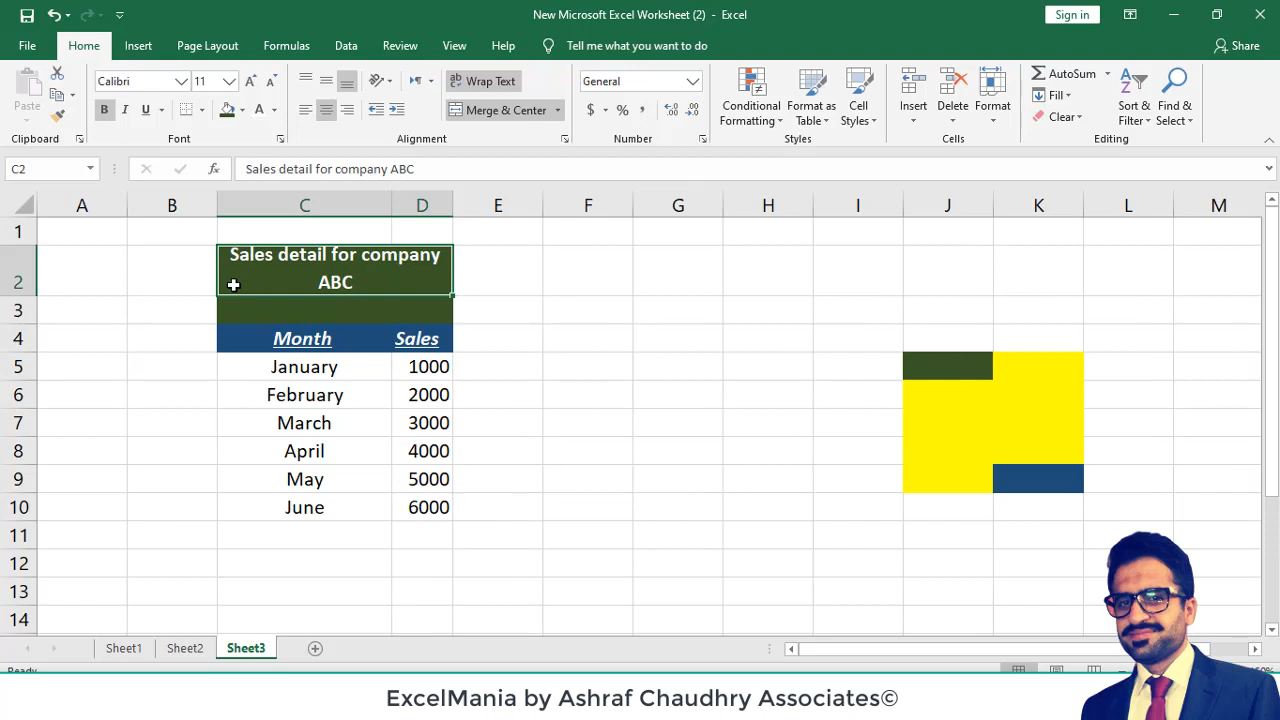 New Microsoft Excel Worksheet (2) - Excel
Sign in
File Home Insert Page Layout Formulas Data Review View Help Tell me what you want to do Share
Paste
Clipboard
Calibri 11
B I U A
Font
Wrap Text
Merge & Center
Alignment
General
$ % ,
Number
Conditional Formatting
Format as Table
Cell Styles
Styles
Insert Delete Format
Cells
AutoSum
Fill
Clear
Sort & Filter
Find & Select
Editing
C2 fx Sales detail for company ABC
A B C D E F G H I J K L M
1
2 Sales detail for company
ABC
3
4 Month Sales
5 January 1000
6 February 2000
7 March 3000
8 April 4000
9 May 5000
10 June 6000
11
12
13
14
Sheet1 Sheet2 Sheet3
ExcelMania by Ashraf Chaudhry Associates©